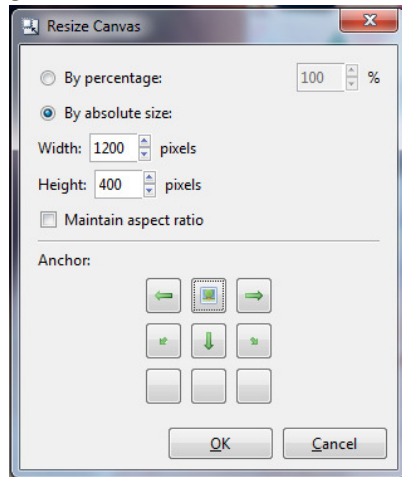 Resize Canvas
By percentage: 100 %
By absolute size:
Width: 1200 pixels
Height: 400 pixels
Maintain aspect ratio
Anchor:
OK Cancel